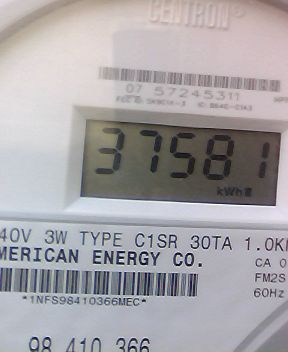 CENTRON®
07 57245311
37581
kWh
40V 3W TYPE C1SR 30TA 1.0K
MERICAN ENERGY CO.
CA 0
FM2S
*1NFS98410366MEC*
60Hz
98 410 366